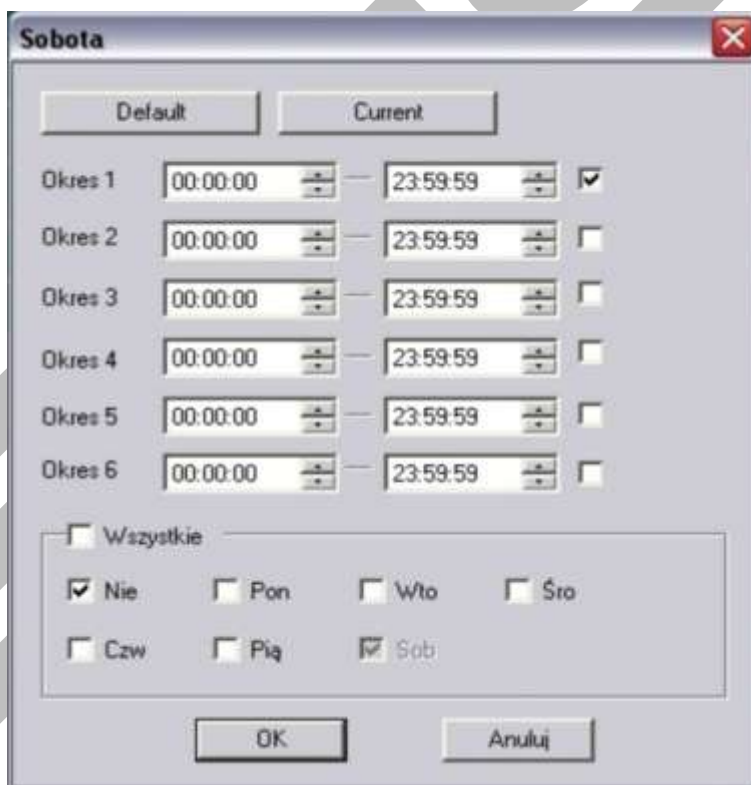 Sobota
Default Current
Okres 1 00:00:00 — 23:59:59
Okres 2 00:00:00 — 23:59:59
Okres 3 00:00:00 — 23:59:59
Okres 4 00:00:00 — 23:59:59
Okres 5 00:00:00 — 23:59:59
Okres 6 00:00:00 — 23:59:59
Wszystkie
Nie Pon Wto Śro
Czw Pią Sob
OK Anuluj